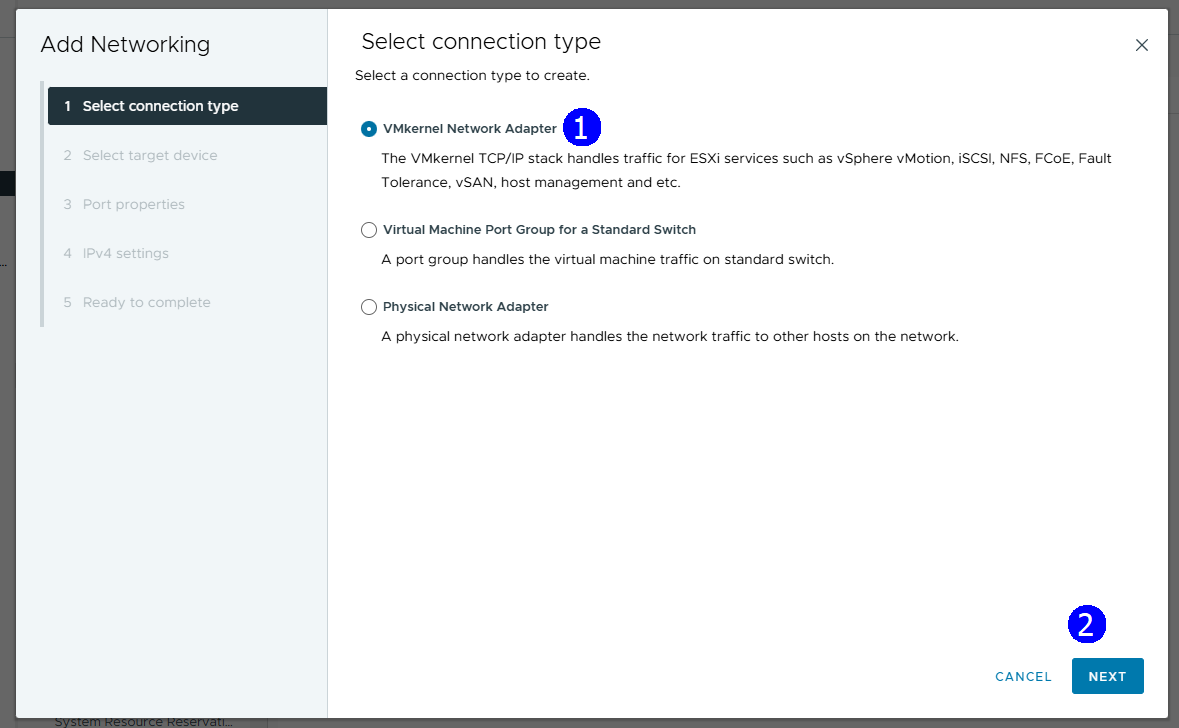 Add Networking
1 Select connection type
2 Select target device
3 Port properties
4 IPv4 settings
5 Ready to complete
Select connection type
Select a connection type to create.
VMkernel Network Adapter 1
The VMkernel TCP/IP stack handles traffic for ESXi services such as vSphere vMotion, iSCSI, NFS, FCoE, Fault
Tolerance, vSAN, host management and etc.
Virtual Machine Port Group for a Standard Switch
A port group handles the virtual machine traffic on standard switch.
Physical Network Adapter
A physical network adapter handles the network traffic to other hosts on the network.
2
CANCEL NEXT
System Resource Reservati...